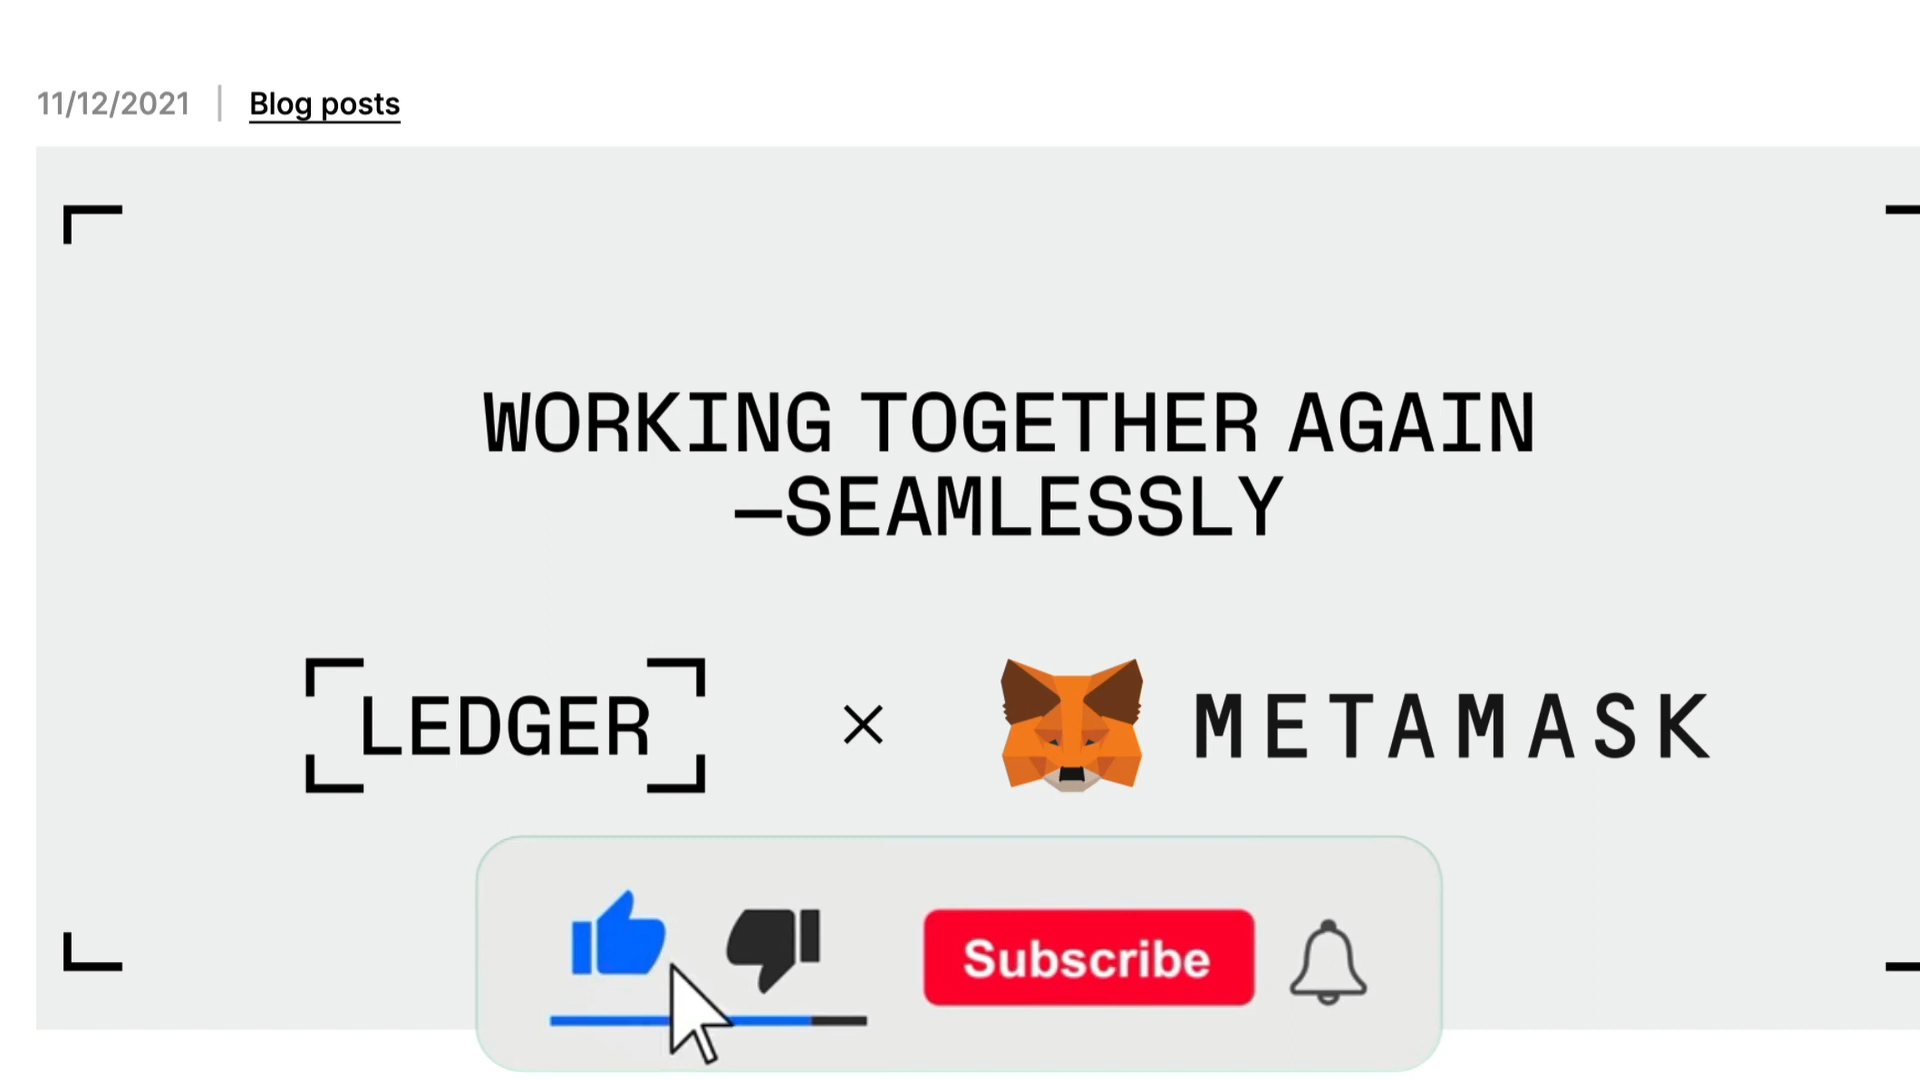 11/12/2021 | Blog posts
WORKING TOGETHER AGAIN
—SEAMLESSLY
LEDGER × METAMASK
Subscribe